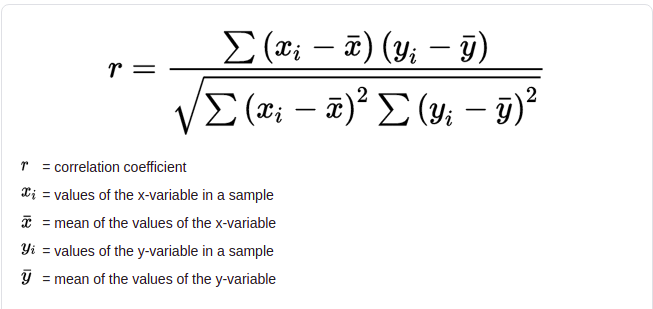 r = ∑(xᵢ − x̄)(yᵢ − ȳ) / √(∑(xᵢ − x̄)² ∑(yᵢ − ȳ)²)
r = correlation coefficient
xᵢ = values of the x-variable in a sample
x̄ = mean of the values of the x-variable
yᵢ = values of the y-variable in a sample
ȳ = mean of the values of the y-variable